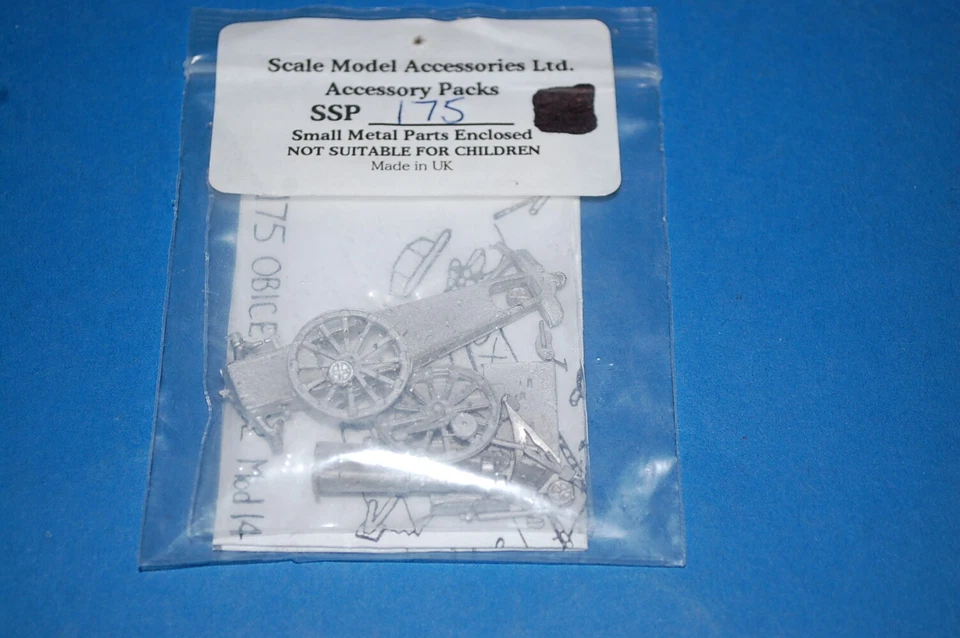 Scale Model Accessories Ltd.
Accessory Packs
SSP 175
Small Metal Parts Enclosed
NOT SUITABLE FOR CHILDREN
Made in UK
175 OBICE
Mod 14